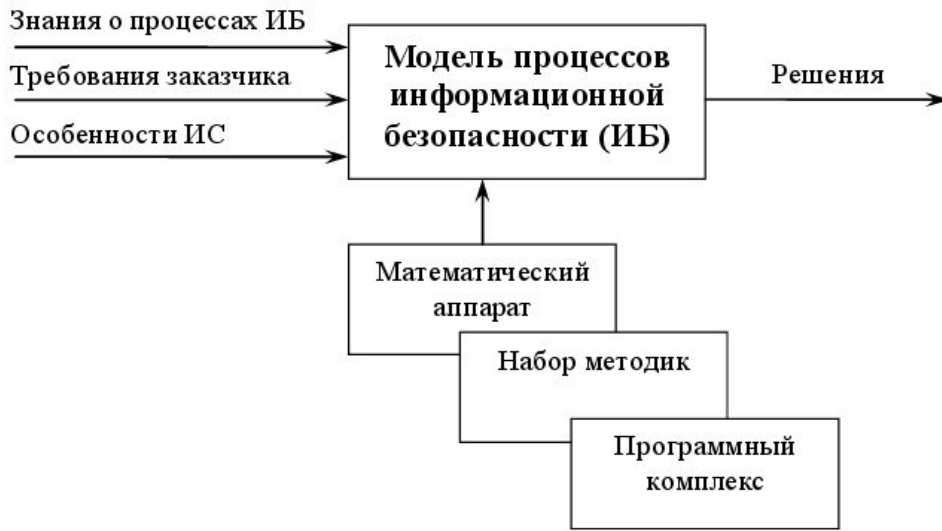 Знания о процессах ИБ
Требования заказчика
Особенности ИС
Модель процессов
информационной
безопасности (ИБ)
Решения
Математический
аппарат
Набор методик
Программный
комплекс